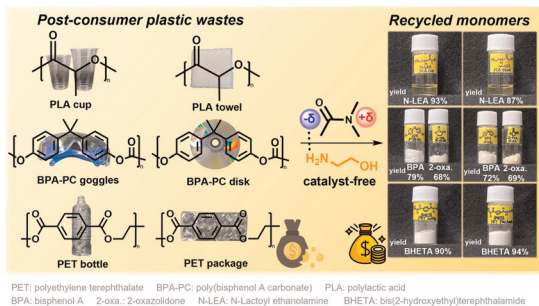 Post-consumer plastic wastes
Recycled monomers
O
O
n
PLA cup
O
O
n
PLA towel
O
O
O
n
BPA-PC goggles
O
O
O
n
BPA-PC disk
O
O
O
O
n
PET bottle
O
O
O
O
n
PET package
-δ
O
N
+δ
H₂N
OH
catalyst-free
yield
N-LEA 93%
yield
N-LEA 87%
yield
BPA 2-oxa.
79% 68%
yield
BPA 2-oxa.
72% 69%
yield
BHETA 90%
yield
BHETA 94%
PET: polyethylene terephthalate BPA-PC: poly(bisphenol A carbonate) PLA: polylactic acid
BPA: bisphenol A 2-oxa.: 2-oxazolidone N-LEA: N-Lactoyl ethanolamine BHETA: bis(2-hydroxyethyl)terephthalamide